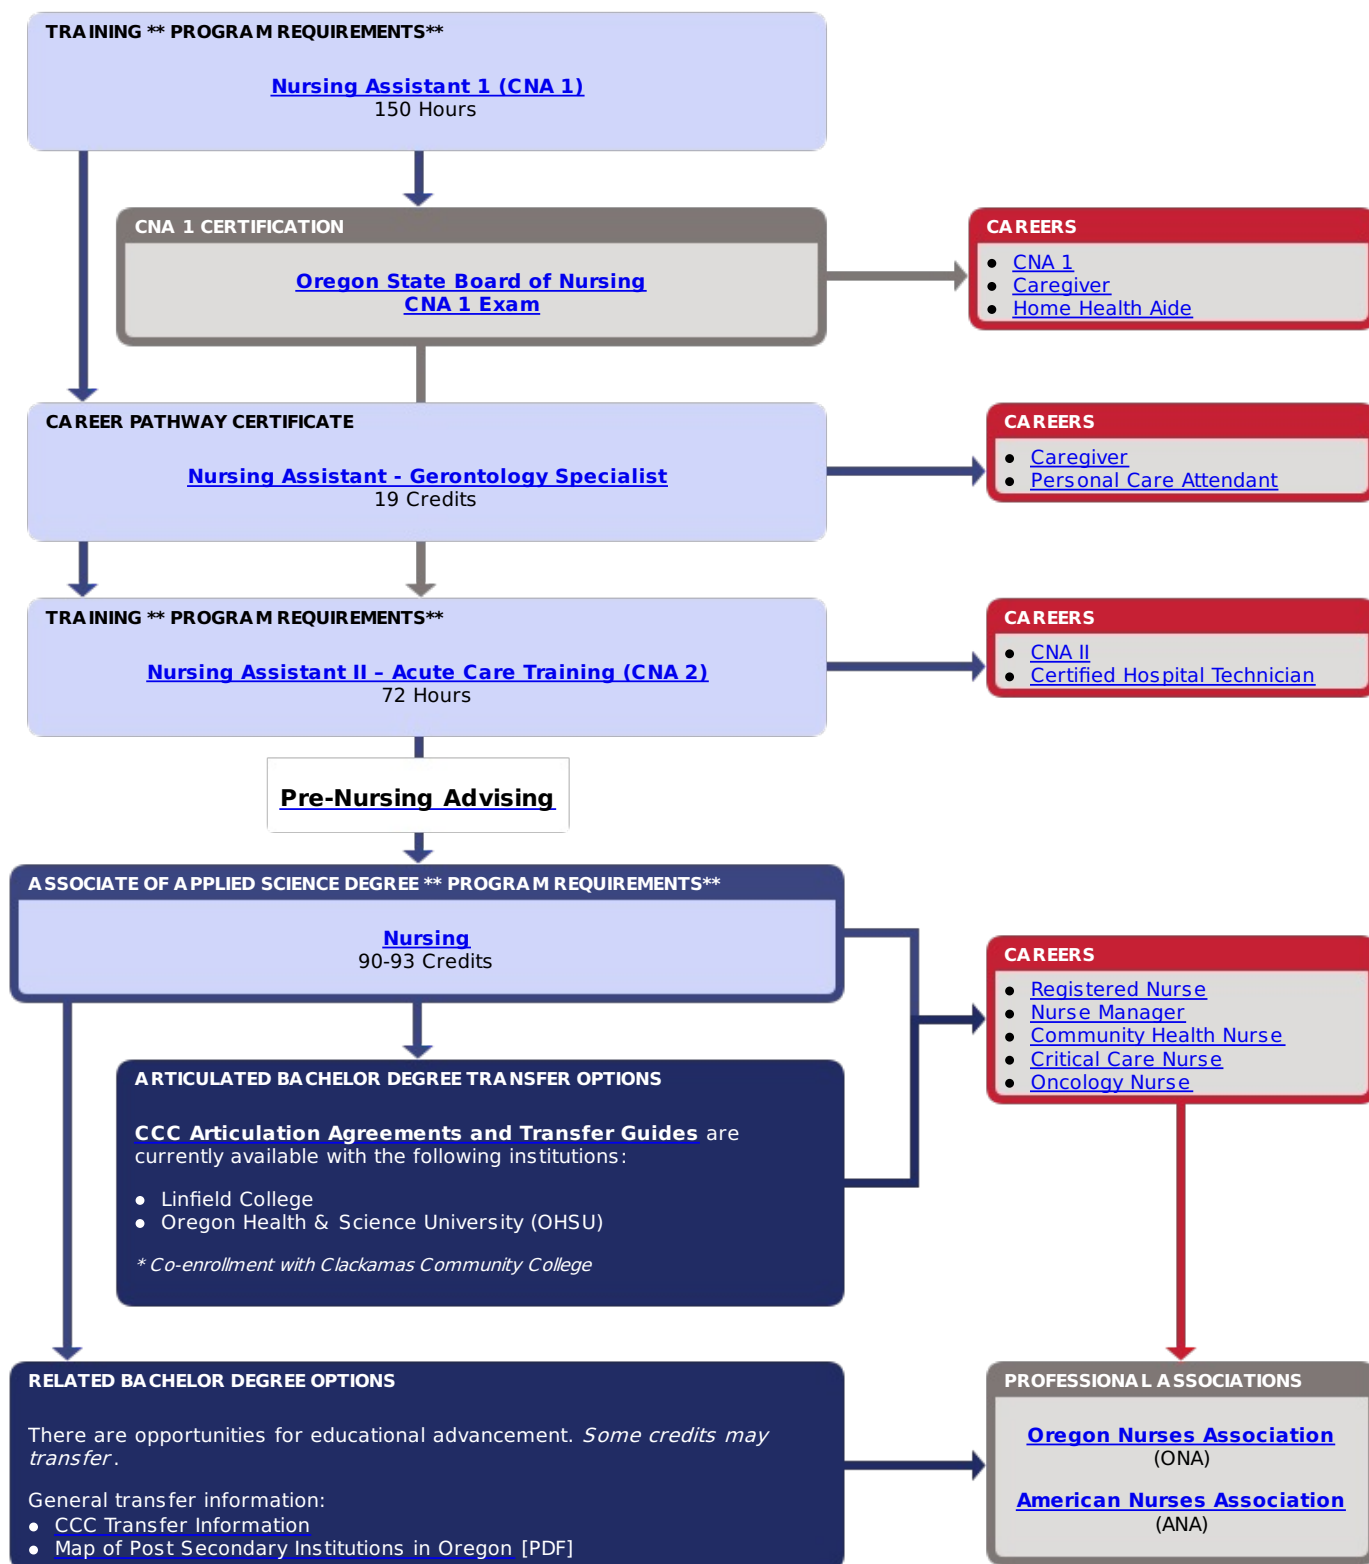 TRAINING ** PROGRAM REQUIREMENTS**
Nursing Assistant 1 (CNA 1)
150 Hours
CNA 1 CERTIFICATION
Oregon State Board of Nursing
CNA 1 Exam
CAREERS
● CNA 1
● Caregiver
● Home Health Aide
CAREER PATHWAY CERTIFICATE
Nursing Assistant - Gerontology Specialist
19 Credits
CAREERS
● Caregiver
● Personal Care Attendant
TRAINING ** PROGRAM REQUIREMENTS**
Nursing Assistant II – Acute Care Training (CNA 2)
72 Hours
CAREERS
● CNA II
● Certified Hospital Technician
Pre-Nursing Advising
ASSOCIATE OF APPLIED SCIENCE DEGREE ** PROGRAM REQUIREMENTS**
Nursing
90-93 Credits
CAREERS
● Registered Nurse
● Nurse Manager
● Community Health Nurse
● Critical Care Nurse
● Oncology Nurse
ARTICULATED BACHELOR DEGREE TRANSFER OPTIONS
CCC Articulation Agreements and Transfer Guides are
currently available with the following institutions:
● Linfield College
● Oregon Health & Science University (OHSU)
* Co-enrollment with Clackamas Community College
RELATED BACHELOR DEGREE OPTIONS
There are opportunities for educational advancement. Some credits may
transfer.
General transfer information:
● CCC Transfer Information
● Map of Post Secondary Institutions in Oregon [PDF]
PROFESSIONAL ASSOCIATIONS
Oregon Nurses Association
(ONA)
American Nurses Association
(ANA)